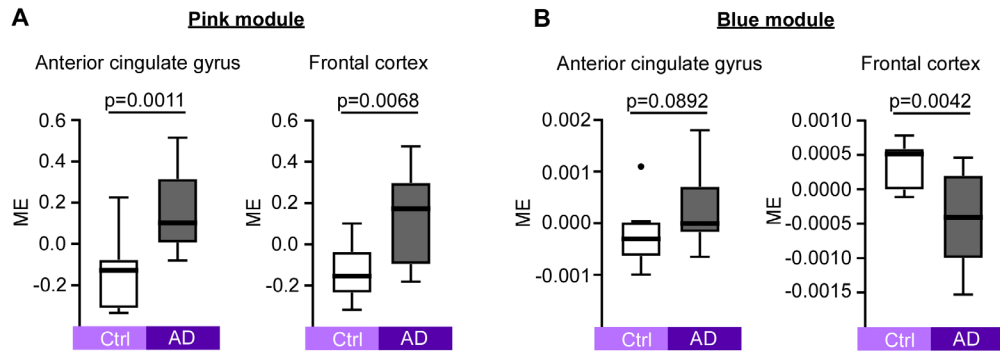 A
Pink module
Anterior cingulate gyrus
p=0.0011
ME
0.6
0.4
0.2
0.0
-0.2
Ctrl
AD
Frontal cortex
p=0.0068
ME
0.6
0.4
0.2
0.0
-0.2
Ctrl
AD
B
Blue module
Anterior cingulate gyrus
p=0.0892
ME
0.002
0.001
0.000
-0.001
Ctrl
AD
Frontal cortex
p=0.0042
ME
0.0010
0.0005
0.0000
-0.0005
-0.0010
-0.0015
Ctrl
AD